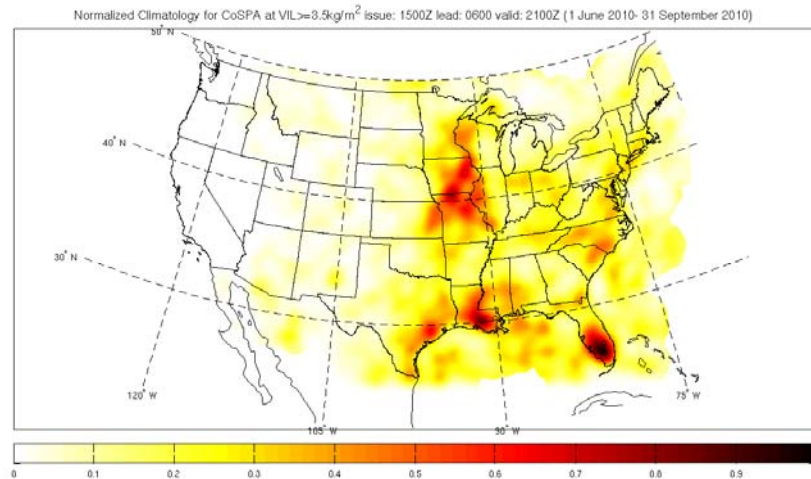 Normalized Climatology for CoSPA at VIL>=3.5kg/m² issue: 1500Z lead: 0600 valid: 2100Z (1 June 2010- 31 September 2010)
50° N
40° N
30° N
120° W
105° W
90° W
75° W
0 0.1 0.2 0.3 0.4 0.5 0.6 0.7 0.8 0.9